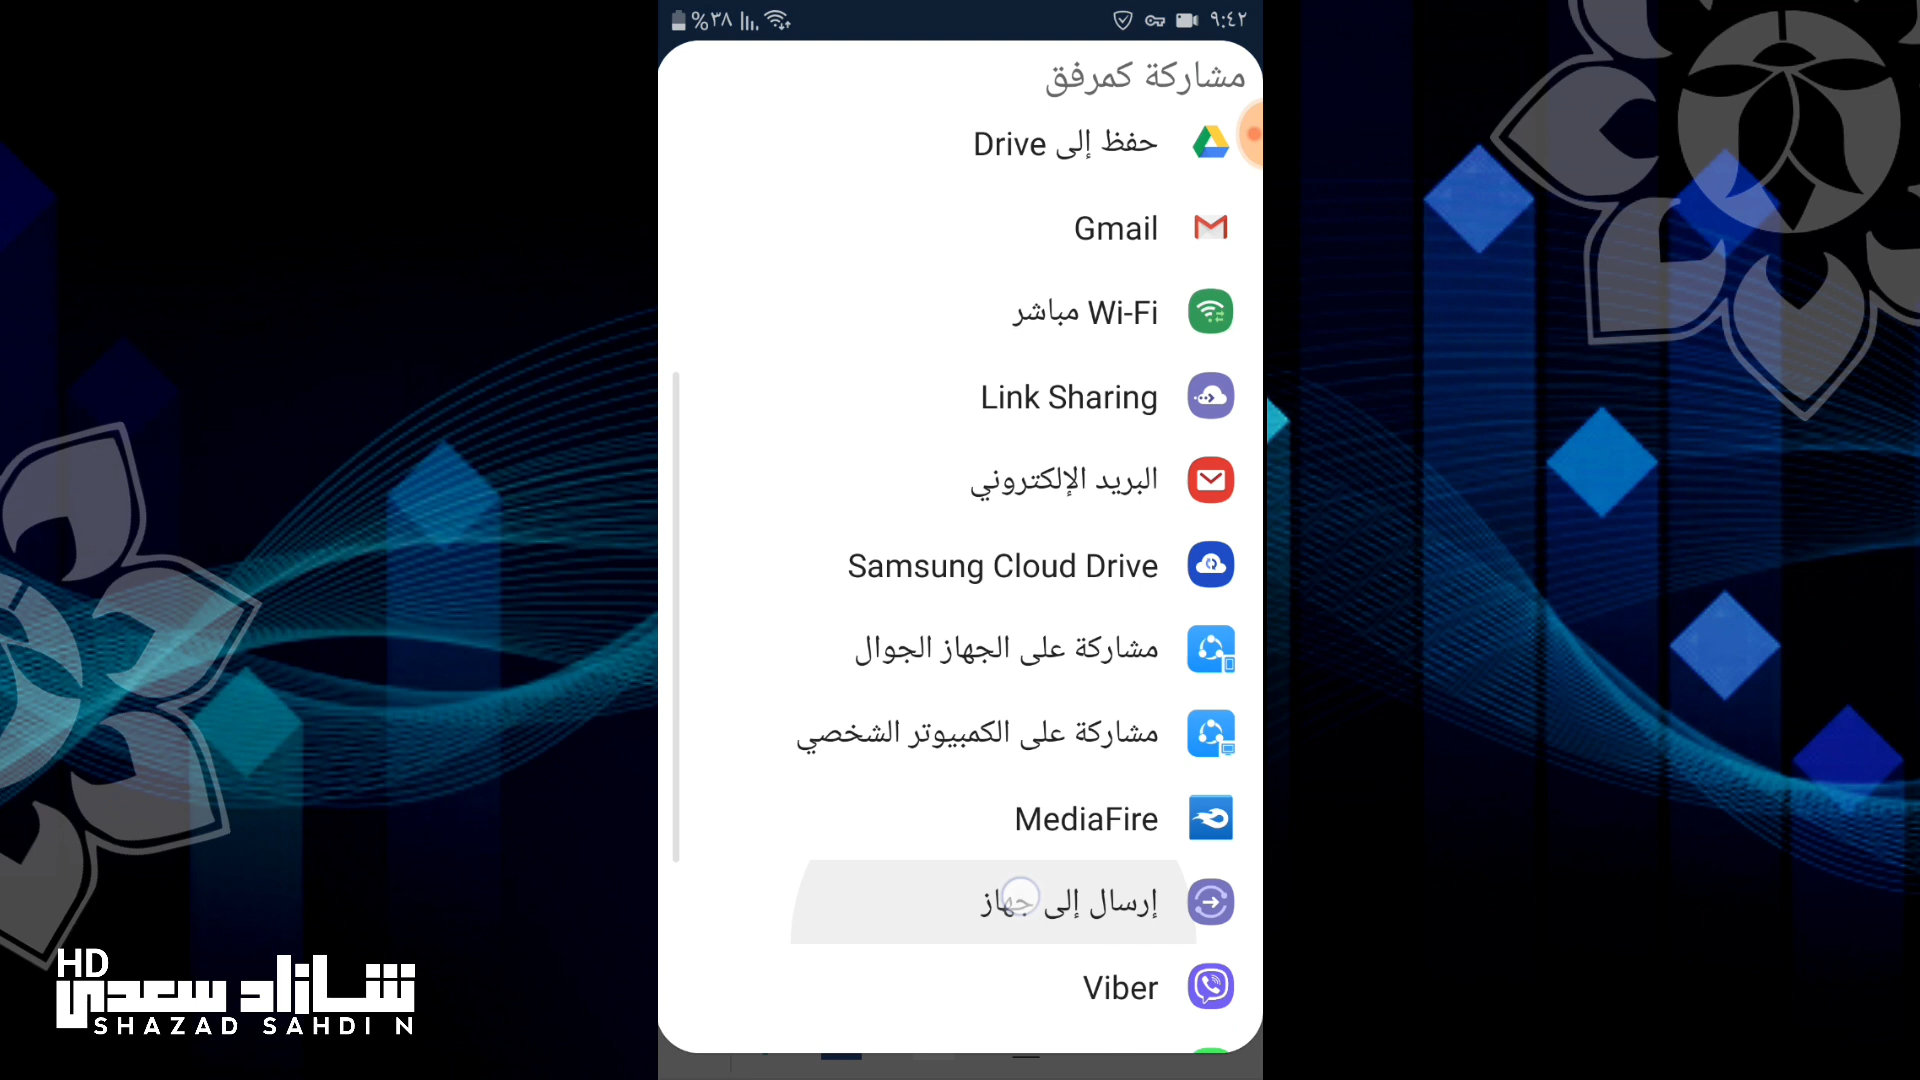 ٩:٤٢
%٣٨
مشاركة كمرفق
حفظ إلى Drive
Gmail
Wi-Fi مباشر
Link Sharing
البريد الإلكتروني
Samsung Cloud Drive
مشاركة على الجهاز الجوال
مشاركة على الكمبيوتر الشخصي
MediaFire
إرسال إلى جهاز
Viber
HD
شازاد سعدي
SHAZAD SAHDI N